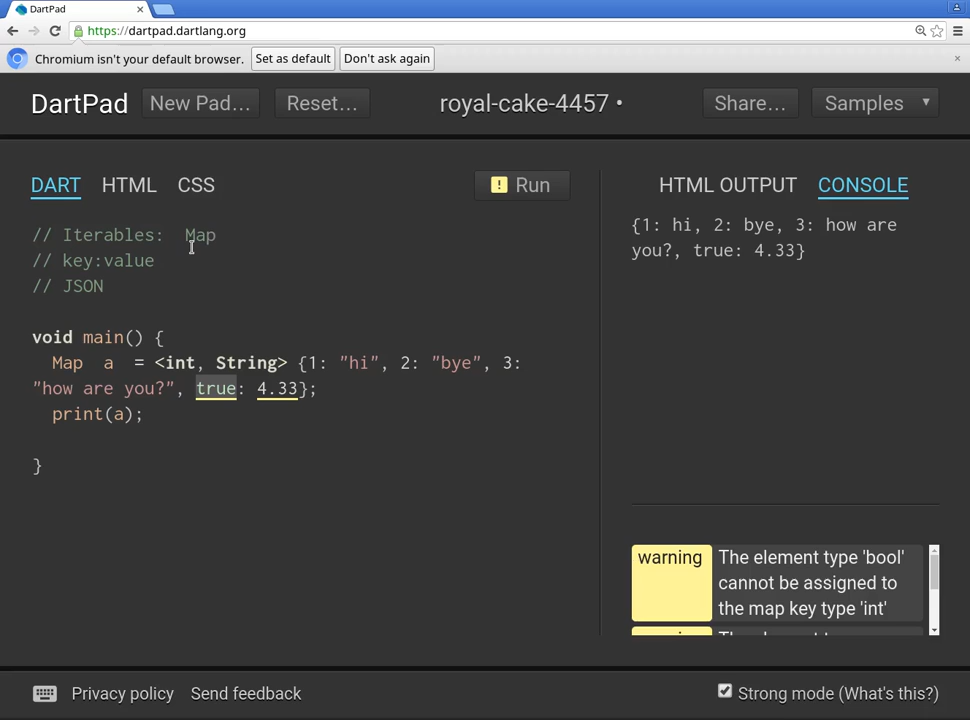 DartPad
https://dartpad.dartlang.org
Chromium isn't your default browser. Set as default Don't ask again
DartPad New Pad... Reset... royal-cake-4457 • Share... Samples
DART HTML CSS ! Run HTML OUTPUT CONSOLE
// Iterables:  Map
// key:value
// JSON
void main() {
  Map  a  = <int, String> {1: "hi", 2: "bye", 3:
"how are you?", true: 4.33};
  print(a);
}
{1: hi, 2: bye, 3: how are
you?, true: 4.33}
warning The element type 'bool'
cannot be assigned to
the map key type 'int'
Privacy policy Send feedback Strong mode (What's this?)